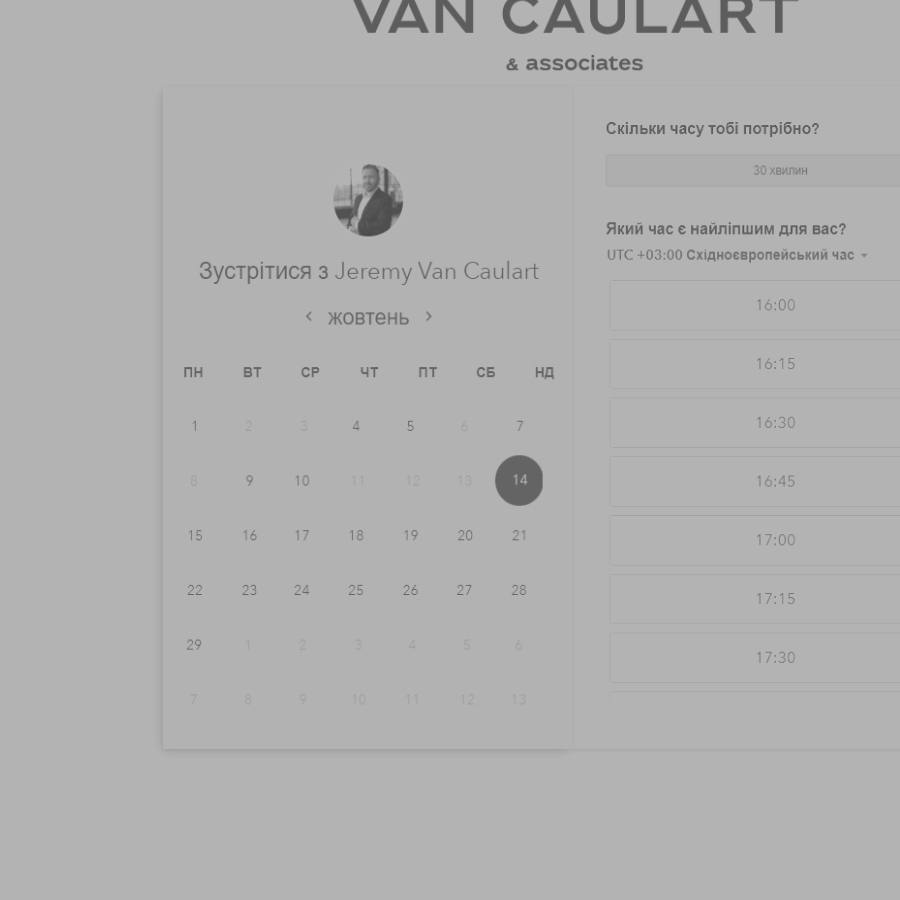 VAN CAULART
& associates
Скільки часу тобі потрібно?
30 хвилин
Який час є найліпшим для вас?
UTC +03:00 Східноєвропейський час
Зустрітися з Jeremy Van Caulart
жовтень
ПН ВТ СР ЧТ ПТ СБ НД
1 2 3 4 5 6 7
8 9 10 11 12 13 14
15 16 17 18 19 20 21
22 23 24 25 26 27 28
29 1 2 3 4 5 6
7 8 9 10 11 12 13
16:00
16:15
16:30
16:45
17:00
17:15
17:30